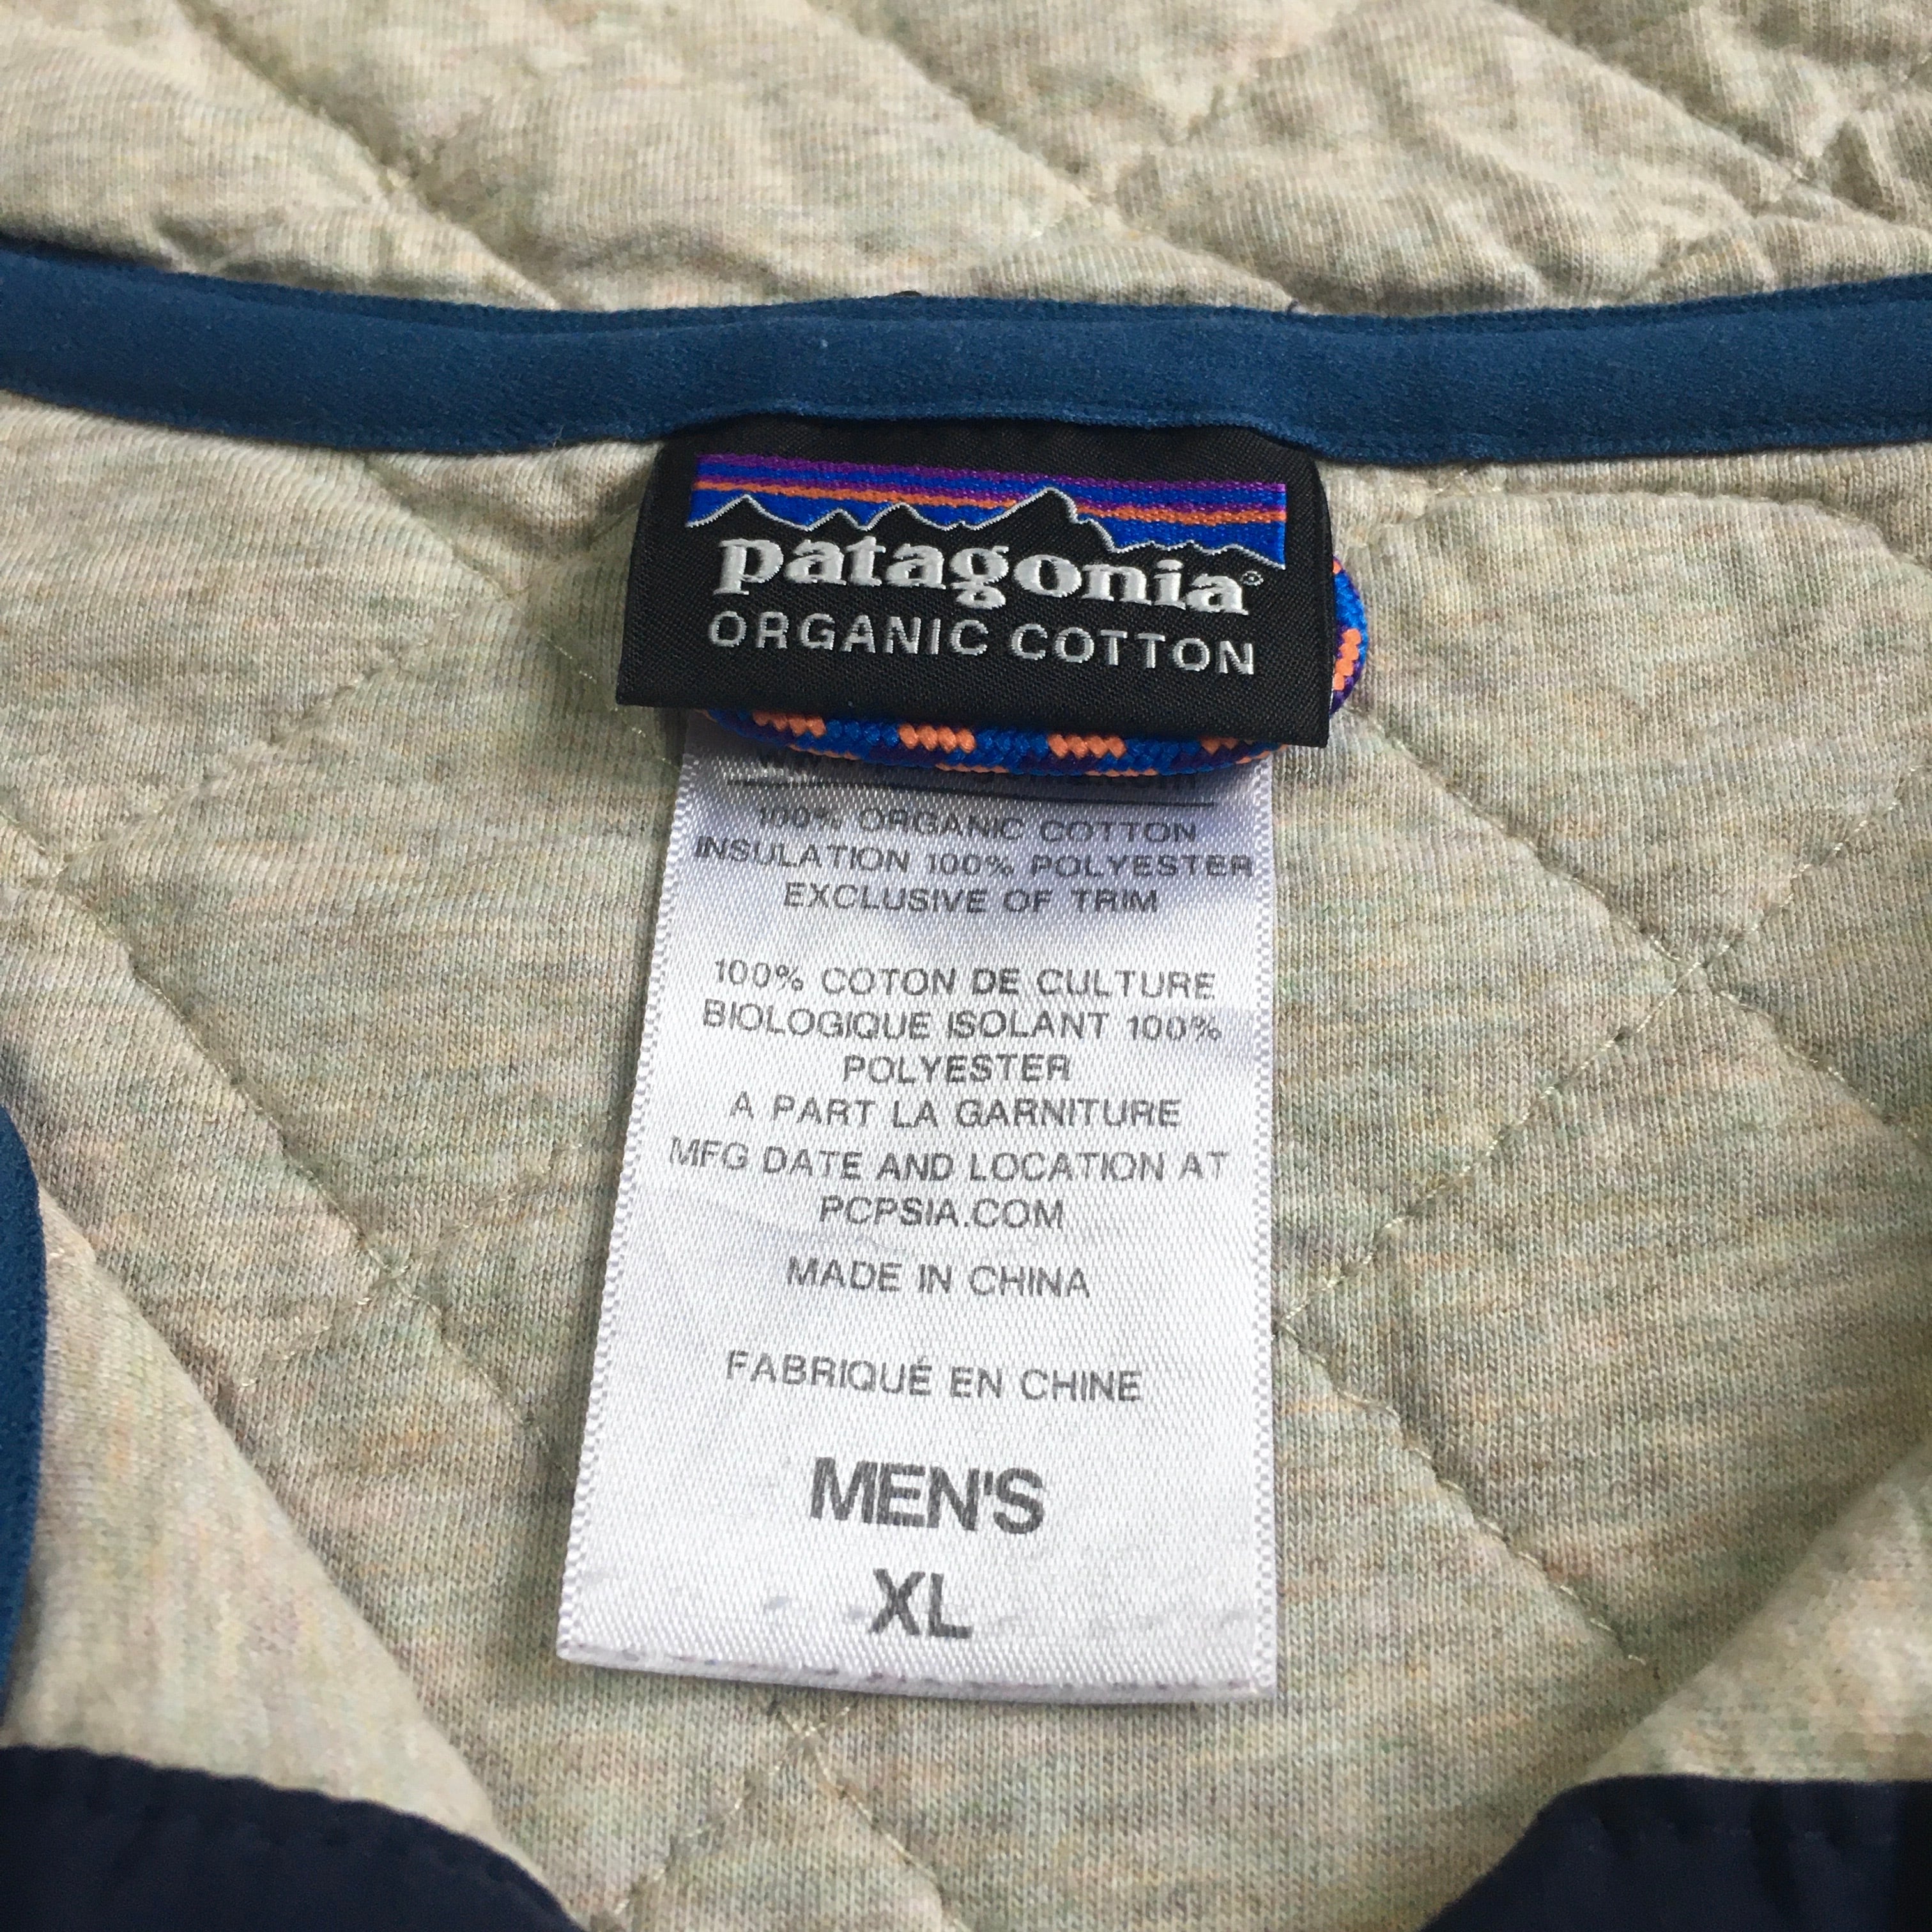 patagonia®
ORGANIC COTTON
100% ORGANIC COTTON
INSULATION 100% POLYESTER
EXCLUSIVE OF TRIM
100% COTON DE CULTURE
BIOLOGIQUE ISOLANT 100%
POLYESTER
A PART LA GARNITURE
MFG DATE AND LOCATION AT
PCPSIA.COM
MADE IN CHINA
FABRIQUÉ EN CHINE
MEN'S
XL